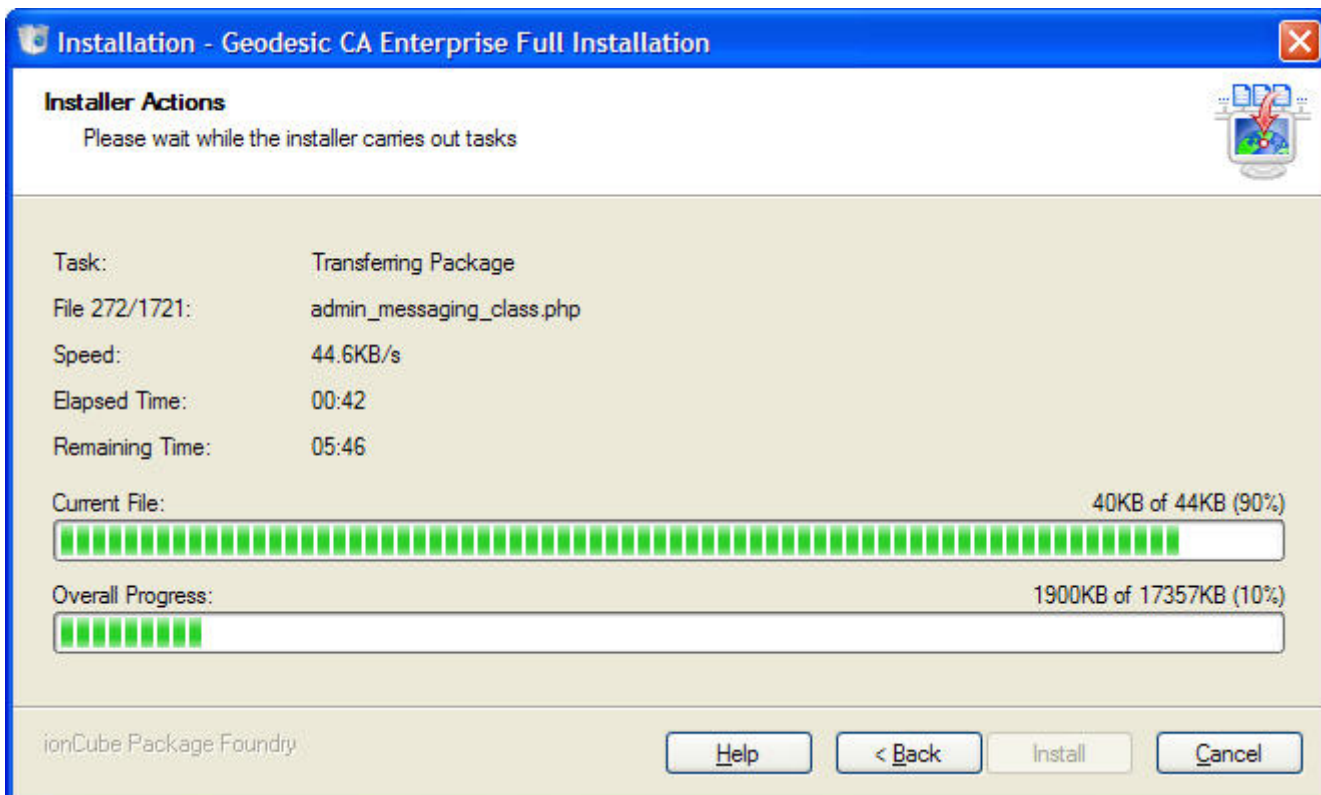 Installation - Geodesic CA Enterprise Full Installation
Installer Actions
Please wait while the installer carries out tasks
Task: Transferring Package
File 272/1721: admin_messaging_class.php
Speed: 44.6KB/s
Elapsed Time: 00:42
Remaining Time: 05:46
Current File: 40KB of 44KB (90%)
Overall Progress: 1900KB of 17357KB (10%)
ionCube Package Foundry
Help < Back Install Cancel